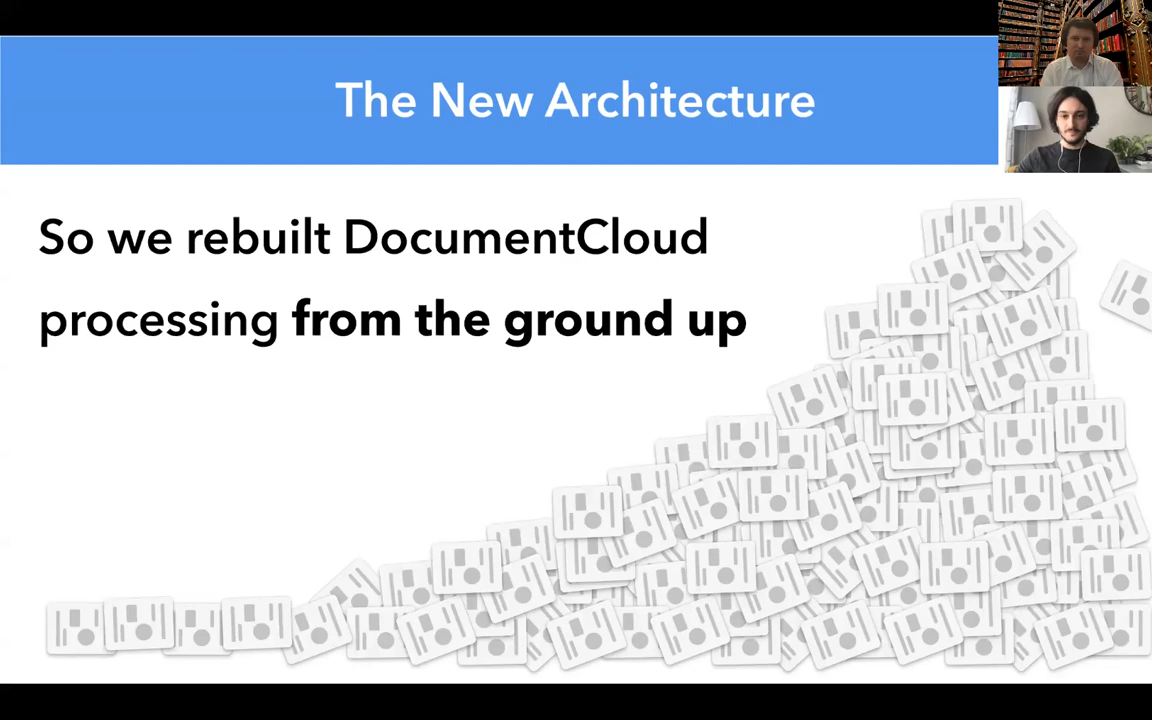 The New Architecture
So we rebuilt DocumentCloud
processing from the ground up